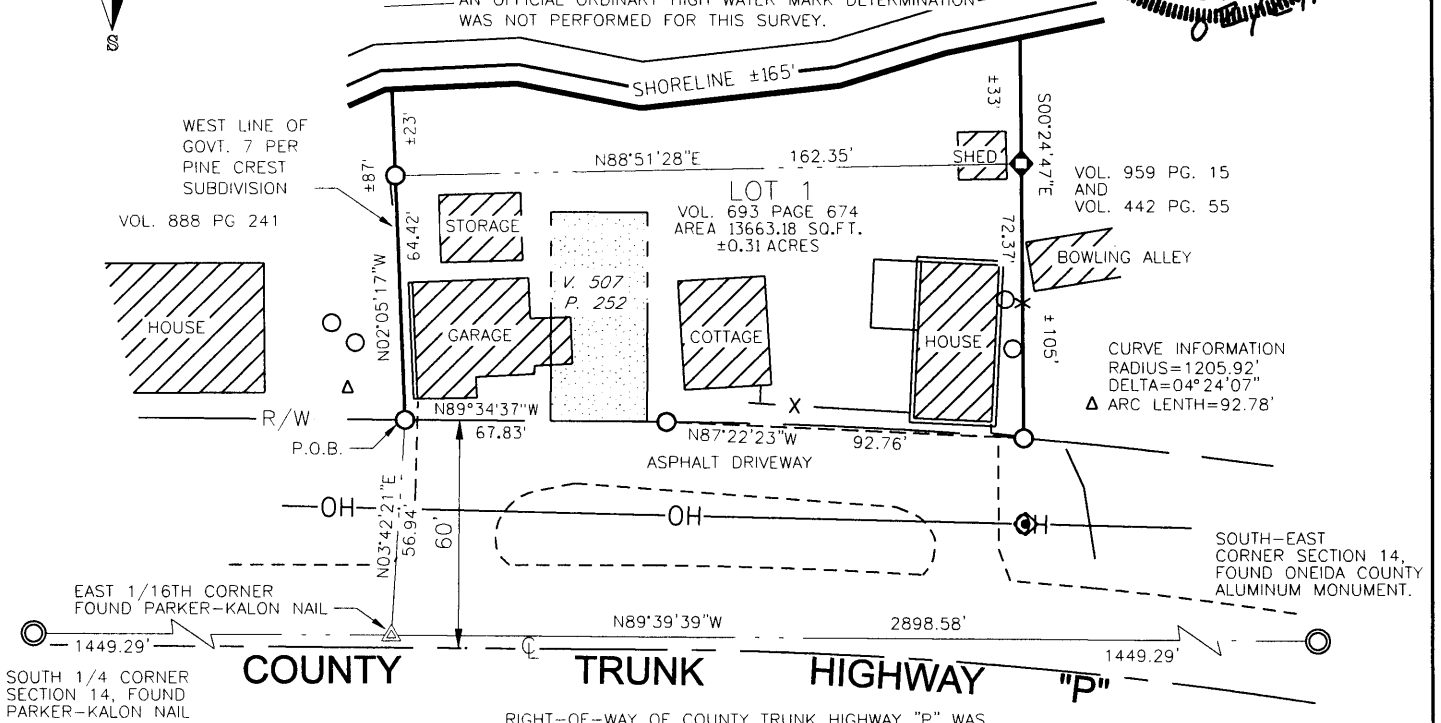 AN OFFICIAL ORDINARY HIGH WATER MARK DETERMINATION
WAS NOT PERFORMED FOR THIS SURVEY.
S
SHORELINE ±165'
WEST LINE OF
GOVT. 7 PER
PINE CREST
SUBDIVISION
VOL. 888 PG 241
±23'
±87'
64.42'
N02°05'17"W
N88°51'28"E 162.35'
SHED
±33'
S00°24'47"E
72.37'
±105'
VOL. 959 PG. 15
AND
VOL. 442 PG. 55
LOT 1
VOL. 693 PAGE 674
AREA 13663.18 SQ.FT.
±0.31 ACRES
STORAGE
V. 507
P. 252
BOWLING ALLEY
HOUSE
GARAGE
COTTAGE
HOUSE
CURVE INFORMATION
RADIUS=1205.92'
DELTA=04°24'07"
Δ ARC LENTH=92.78'
R/W
P.O.B.
N89°34'37"W
67.83'
X
X
N87°22'23"W 92.76'
ASPHALT DRIVEWAY
OH
OH
N03°42'21"E
56.94'
60'
SOUTH-EAST
CORNER SECTION 14,
FOUND ONEIDA COUNTY
ALUMINUM MONUMENT.
EAST 1/16TH CORNER
FOUND PARKER-KALON NAIL
N89°39'39"W 2898.58'
1449.29'
1449.29'
COUNTY TRUNK HIGHWAY "P"
SOUTH 1/4 CORNER
SECTION 14, FOUND
PARKER-KALON NAIL
RIGHT-OF-WAY OF COUNTY TRUNK HIGHWAY "P" WAS